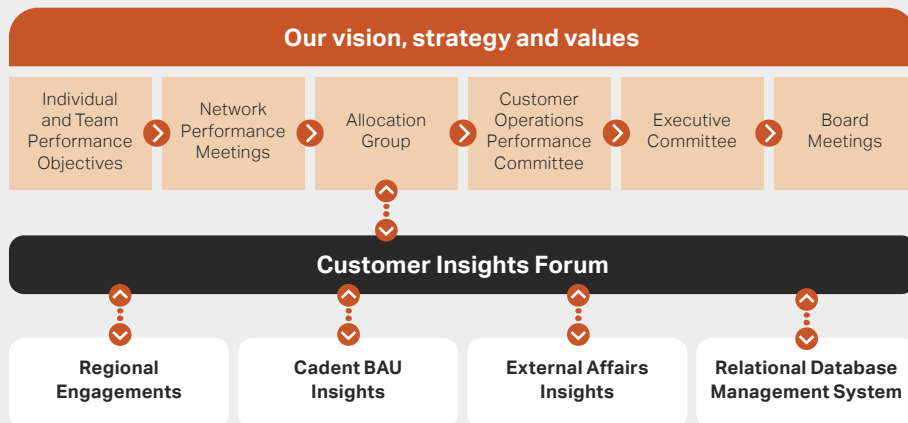 Our vision, strategy and values
Individual
and Team
Performance
Objectives
Network
Performance
Meetings
Allocation
Group
Customer
Operations
Performance
Committee
Executive
Committee
Board
Meetings
Customer Insights Forum
Regional
Engagements
Cadent BAU
Insights
External Affairs
Insights
Relational Database
Management System